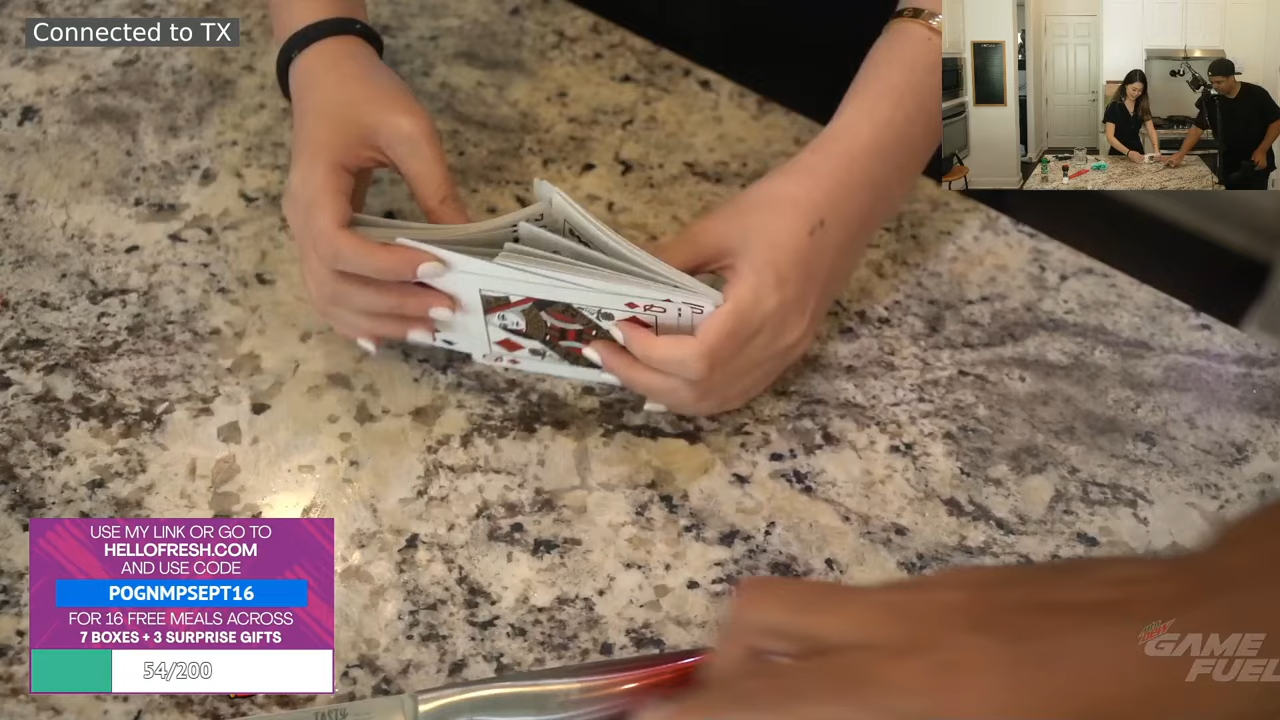 Connected to TX
USE MY LINK OR GO TO
HELLOFRESH.COM
AND USE CODE
POGNMPSEPT16
FOR 16 FREE MEALS ACROSS
7 BOXES + 3 SURPRISE GIFTS
54/200
GAME
FUEL
TASTY
Q